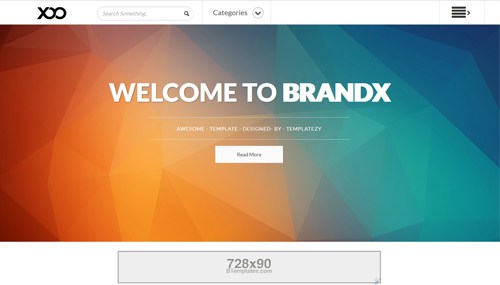 XOO
Search Something..
Categories
WELCOME TO BRANDX
AWESOME - TEMPLATE - DESIGNED- BY - TEMPLATEZY
Read More
728x90
BTemplates.com